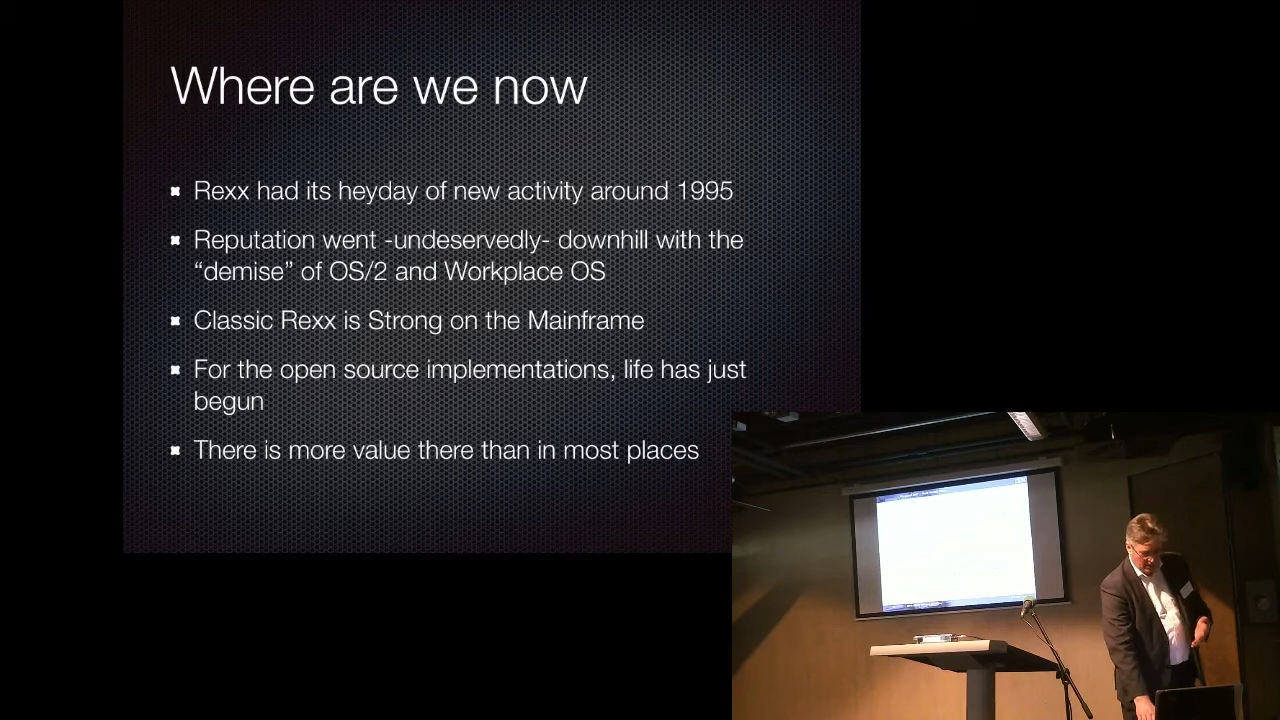 Where are we now
Rexx had its heyday of new activity around 1995
Reputation went -undeservedly- downhill with the
“demise” of OS/2 and Workplace OS
Classic Rexx is Strong on the Mainframe
For the open source implementations, life has just
begun
There is more value there than in most places